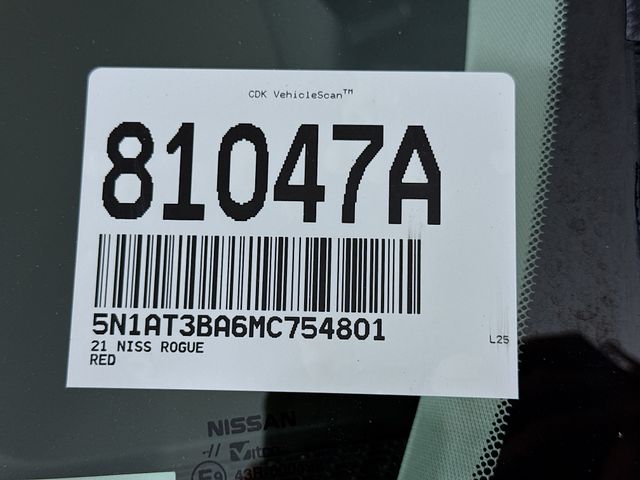 CDK VehicleScan™
81047A
5N1AT3BA6MC754801
21 NISS ROGUE
RED
L25
NISSAN